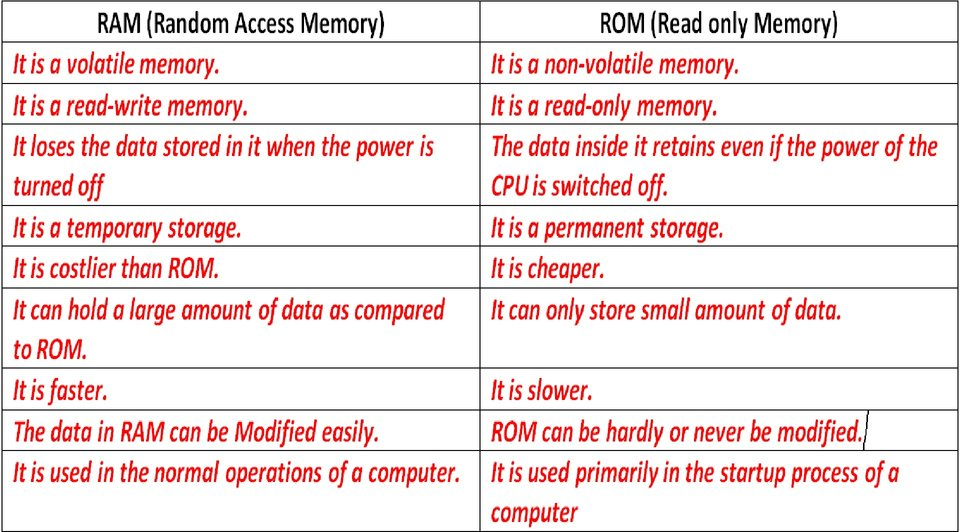 RAM (Random Access Memory)
ROM (Read only Memory)
It is a volatile memory.
It is a non-volatile memory.
It is a read-write memory.
It is a read-only memory.
It loses the data stored in it when the power is
turned off
The data inside it retains even if the power of the
CPU is switched off.
It is a temporary storage.
It is a permanent storage.
It is costlier than ROM.
It is cheaper.
It can hold a large amount of data as compared
to ROM.
It can only store small amount of data.
It is faster.
It is slower.
The data in RAM can be Modified easily.
ROM can be hardly or never be modified.
It is used in the normal operations of a computer.
It is used primarily in the startup process of a
computer